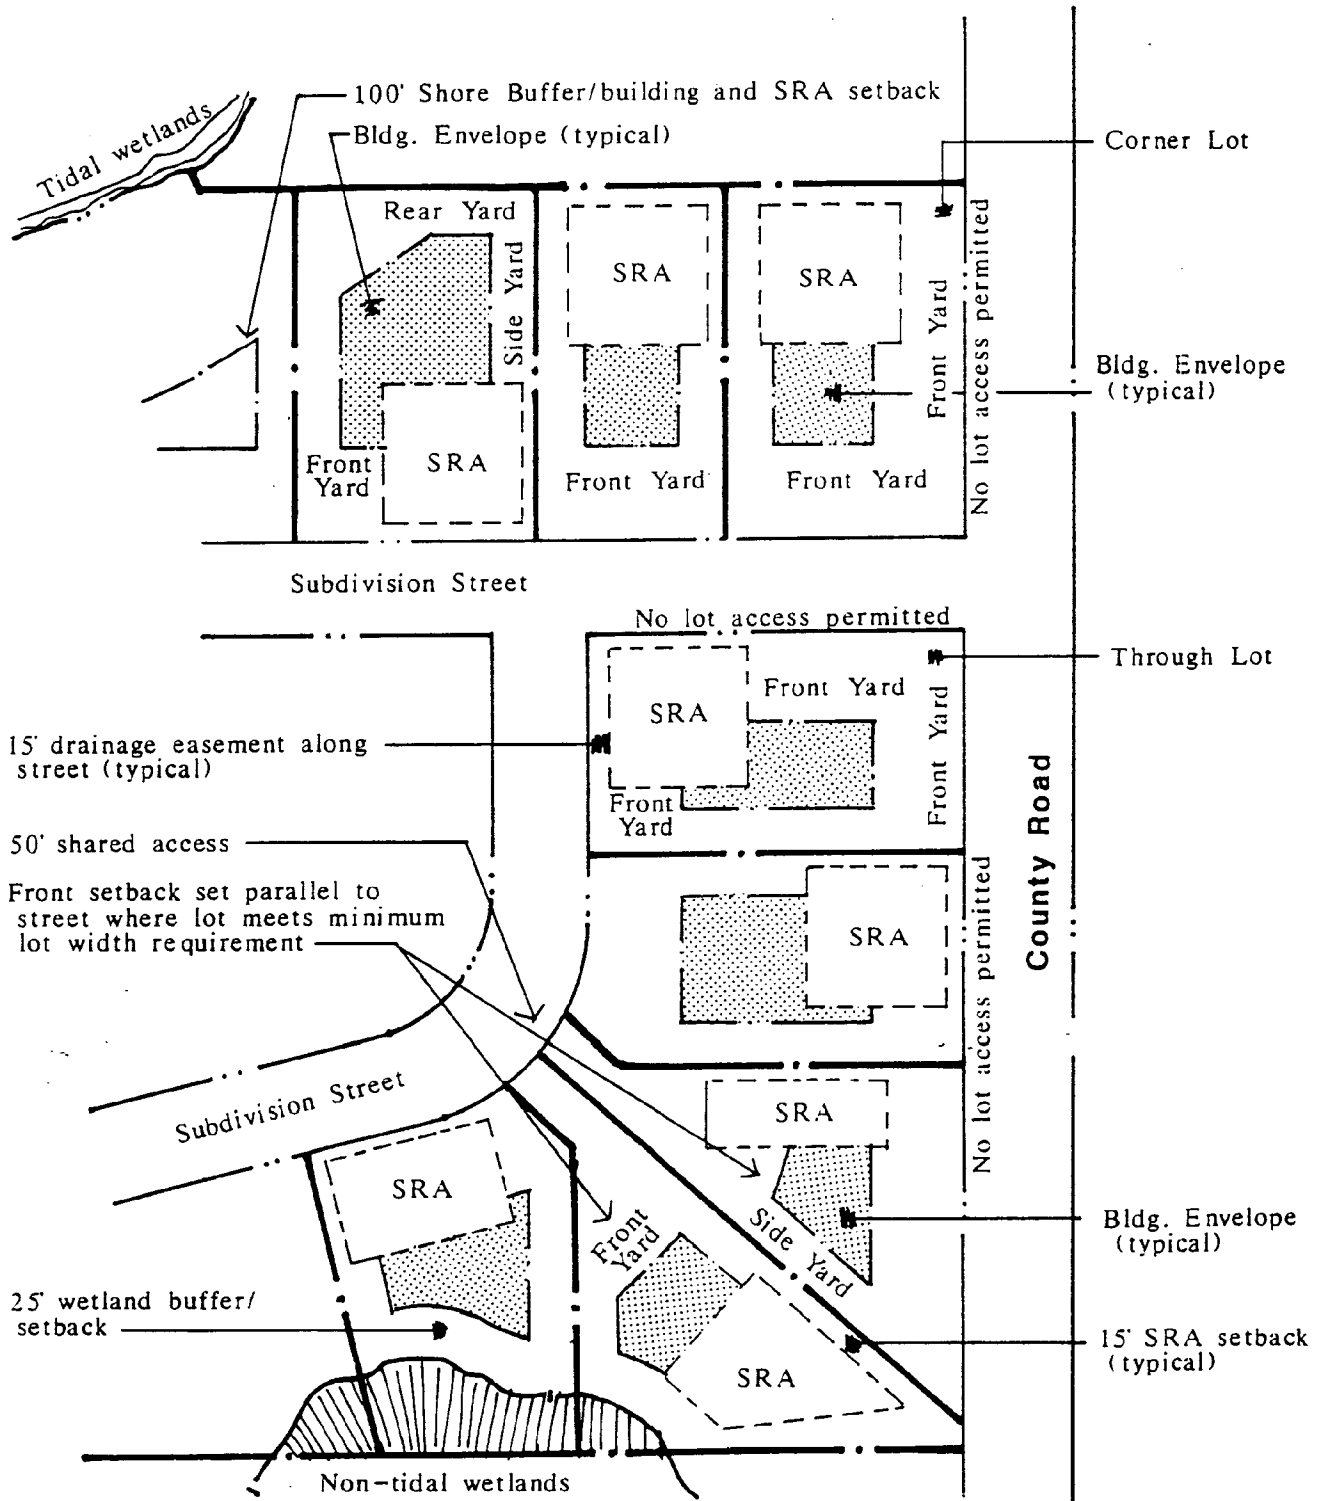 100' Shore Buffer/building and SRA setback
Bldg. Envelope (typical)
Tidal wetlands
Corner Lot
Rear Yard
Side Yard
SRA
SRA
Front Yard
No lot access permitted
Bldg. Envelope
(typical)
Front
Yard
SRA
Front Yard
Front Yard
Subdivision Street
No lot access permitted
Through Lot
Front Yard
SRA
Front Yard
15' drainage easement along
street (typical)
Front
Yard
County Road
50' shared access
Front setback set parallel to
street where lot meets minimum
lot width requirement
SRA
No lot access permitted
Subdivision Street
SRA
SRA
Side Yard
Front
Yard
Bldg. Envelope
(typical)
25' wetland buffer/
setback
15' SRA setback
(typical)
SRA
Non-tidal wetlands